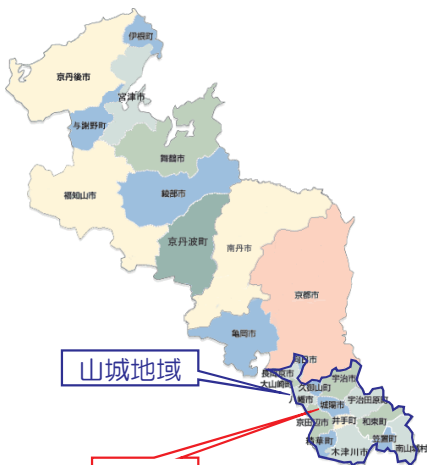 伊根町
京丹後市
宮津市
与謝野町
舞鶴市
綾部市
福知山市
京丹波町
南丹市
京都市
亀岡市
向日市
長岡京市
宇治市
大山崎町
久御山町
山城地域
八幡市
城陽市
宇治田原町
京田辺市
井手町
和束町
精華町
笠置町
南山城村
木津川市